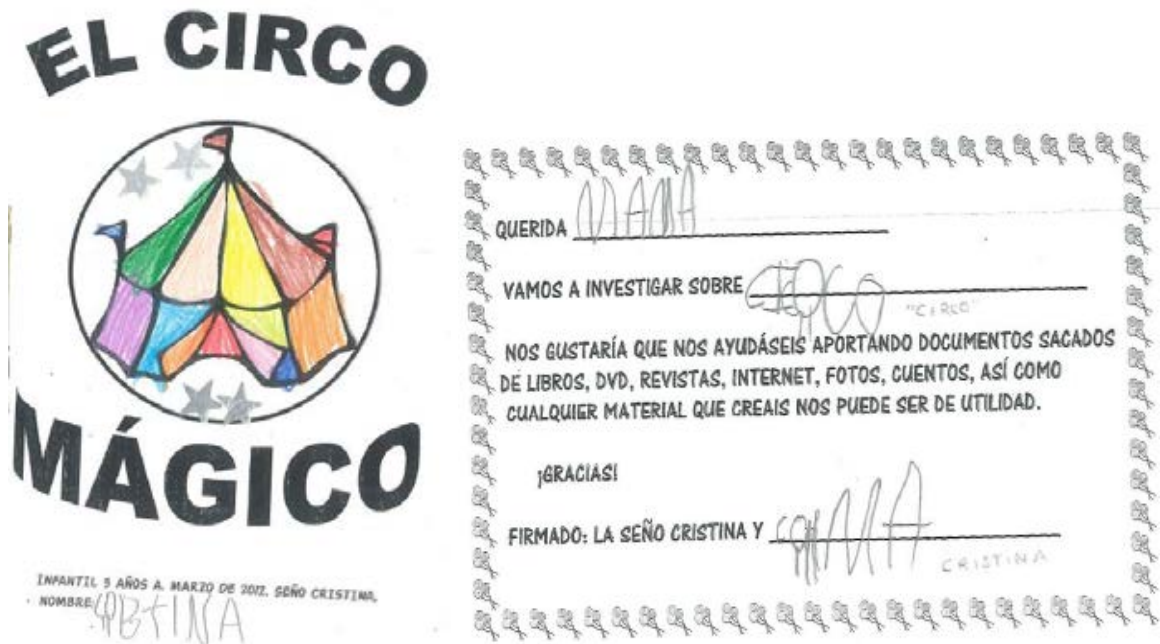 EL CIRCO
MÁGICO
INFANTIL 3 AÑOS A. MARZO DE 2012. SEÑO CRISTINA.
NOMBRE:
QUERIDA MAMA
VAMOS A INVESTIGAR SOBRE CIRCO
"CIRCO"
NOS GUSTARÍA QUE NOS AYUDÁSEIS APORTANDO DOCUMENTOS SACADOS
DE LIBROS, DVD, REVISTAS, INTERNET, FOTOS, CUENTOS, ASÍ COMO
CUALQUIER MATERIAL QUE CREAIS NOS PUEDE SER DE UTILIDAD.
¡GRACIAS!
FIRMADO: LA SEÑO CRISTINA Y
CRISTINA